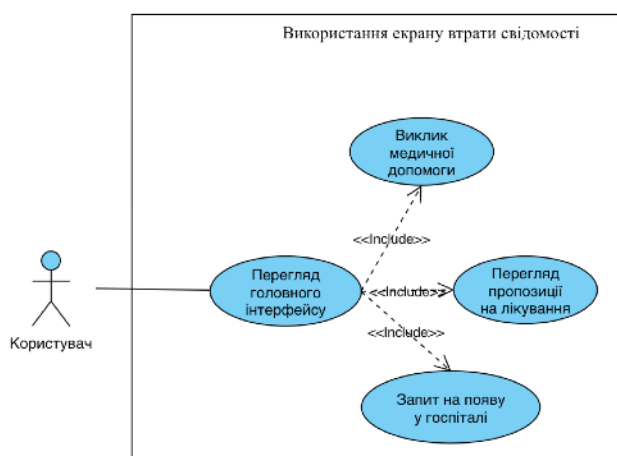 Використання екрану втрати свідомості
Виклик
медичної
допомоги
<<Include>>
Перегляд
головного
інтерфейсу
<<Include>>
Перегляд
пропозиції
на лікування
<<Include>>
Користувач
Запит на появу
у госпіталі